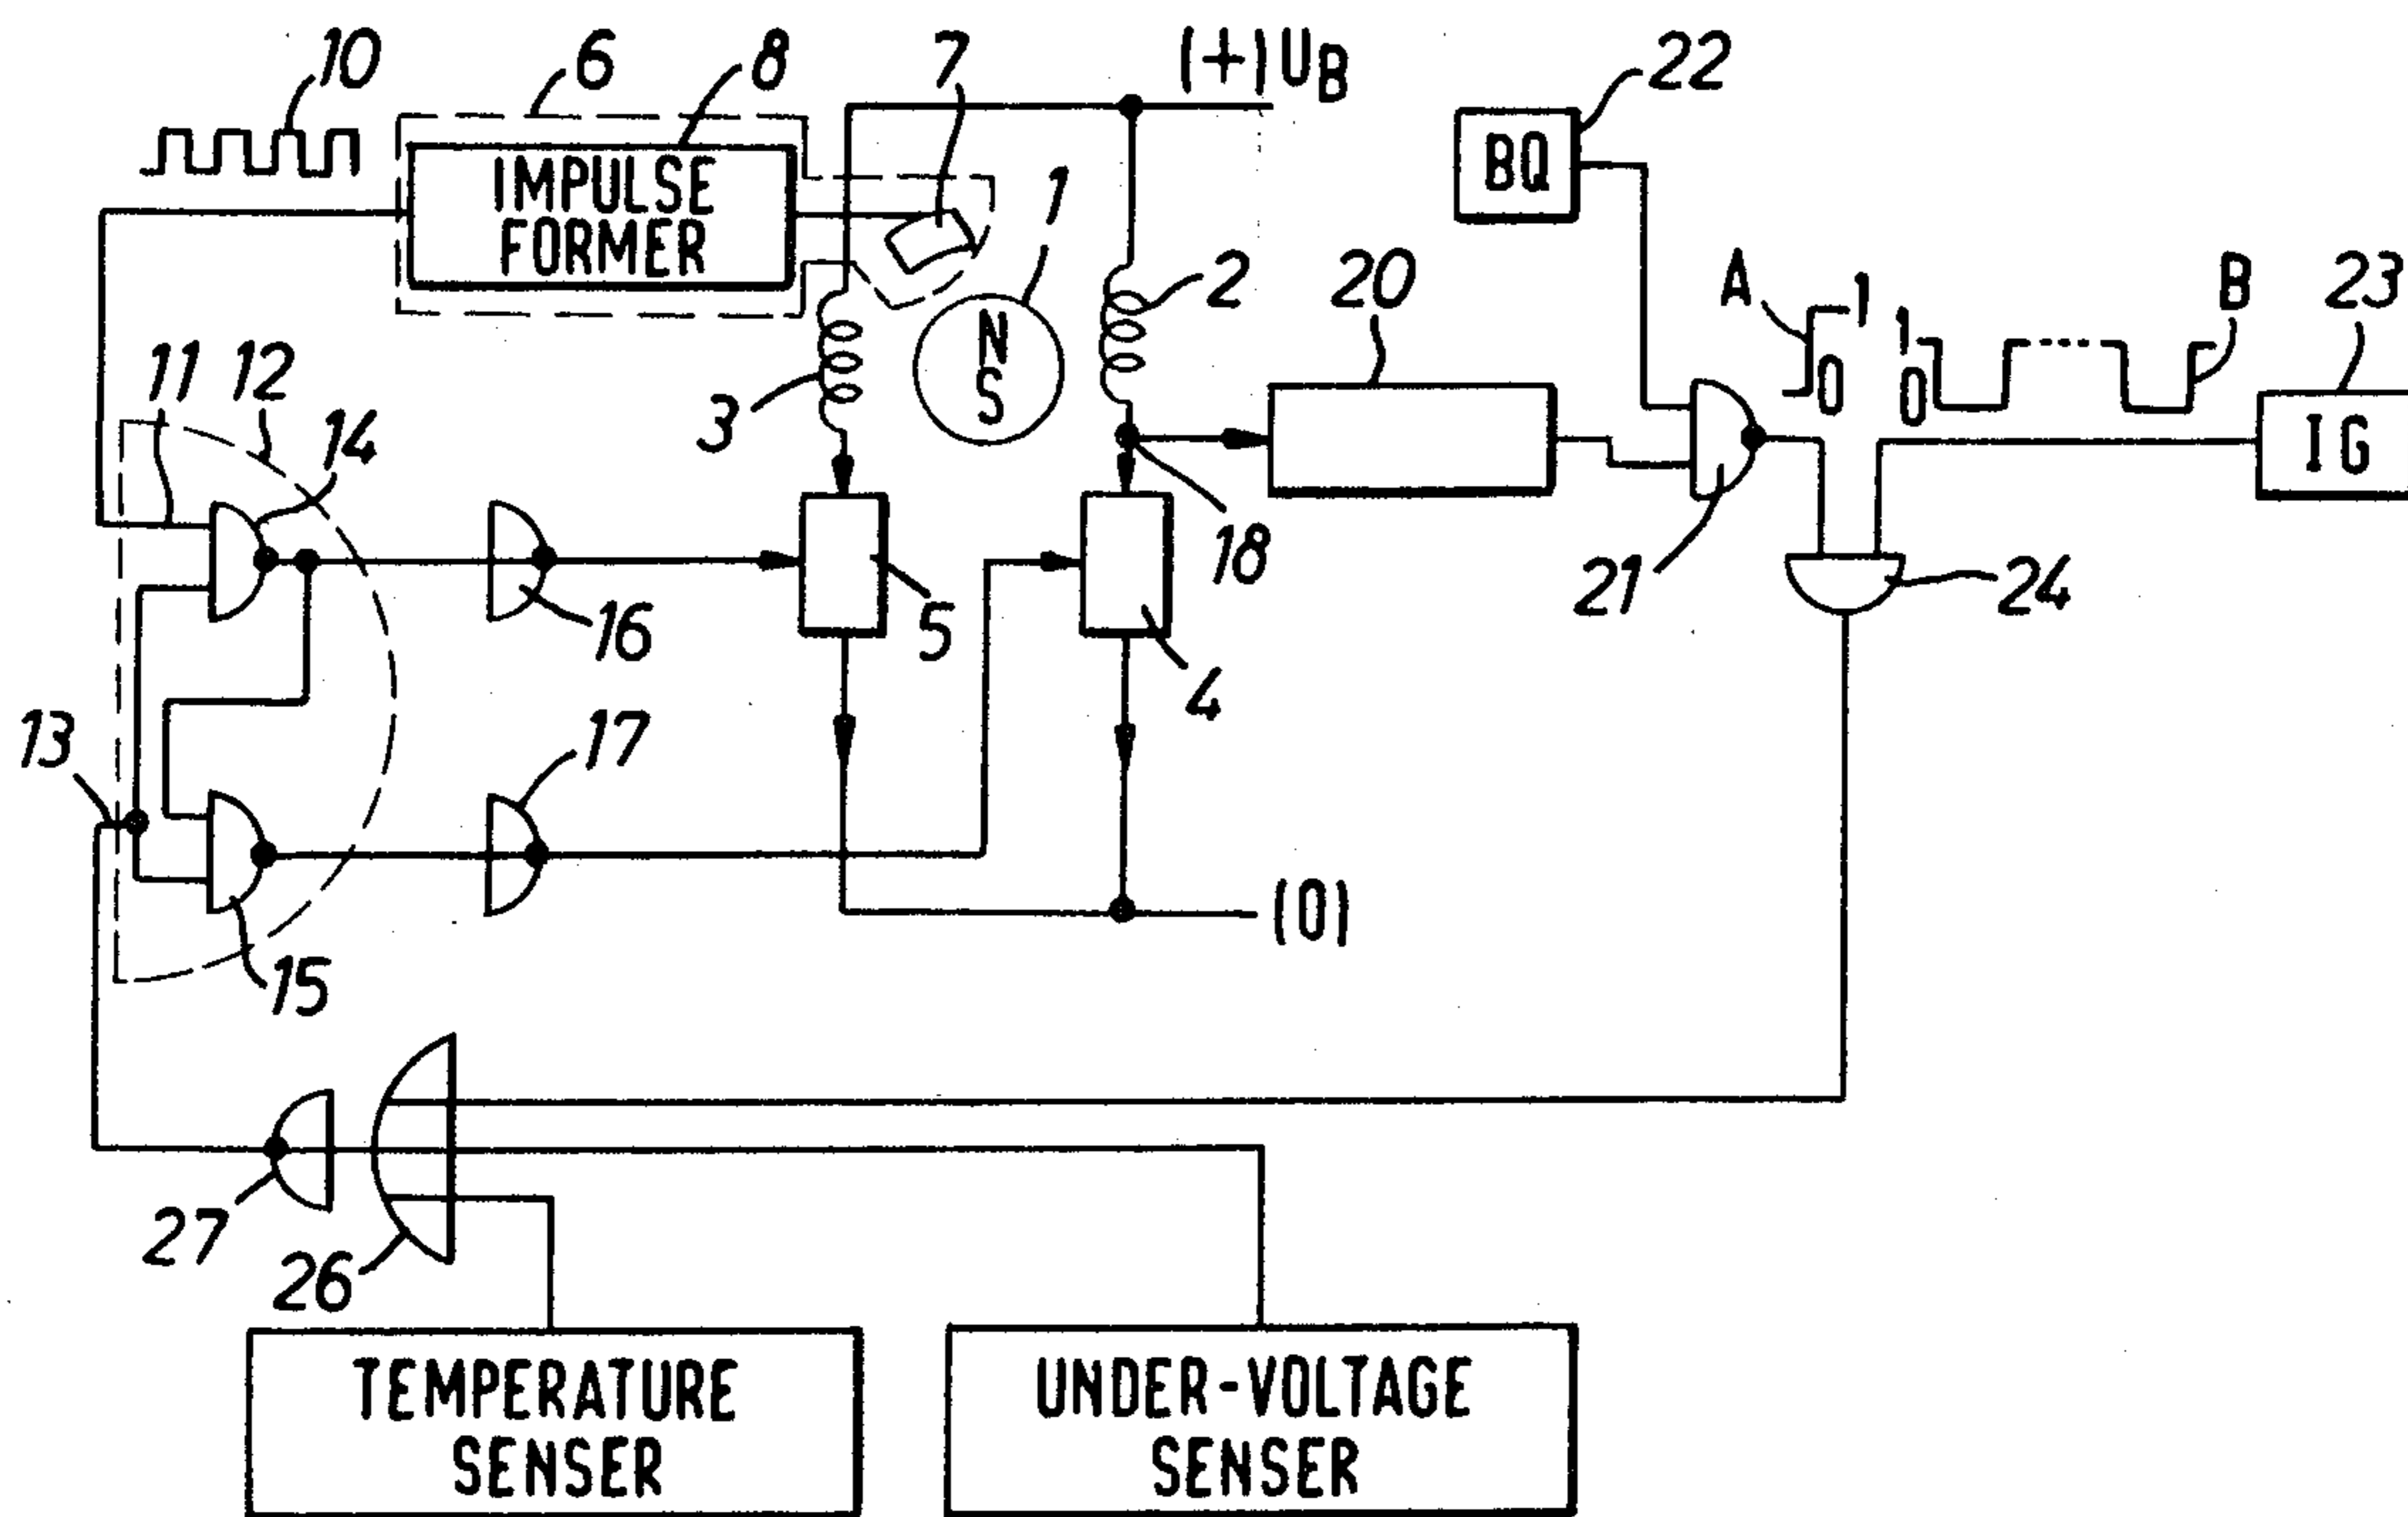 10
6
8
7
(+)UB
22
BQ
IMPULSE
FORMER
1
2
20
A
1
0
1
0
B
23
N
S
3
11
12
14
IG
18
16
5
21
24
4
13
17
(0)
15
27
26
TEMPERATURE
SENSER
UNDER-VOLTAGE
SENSER